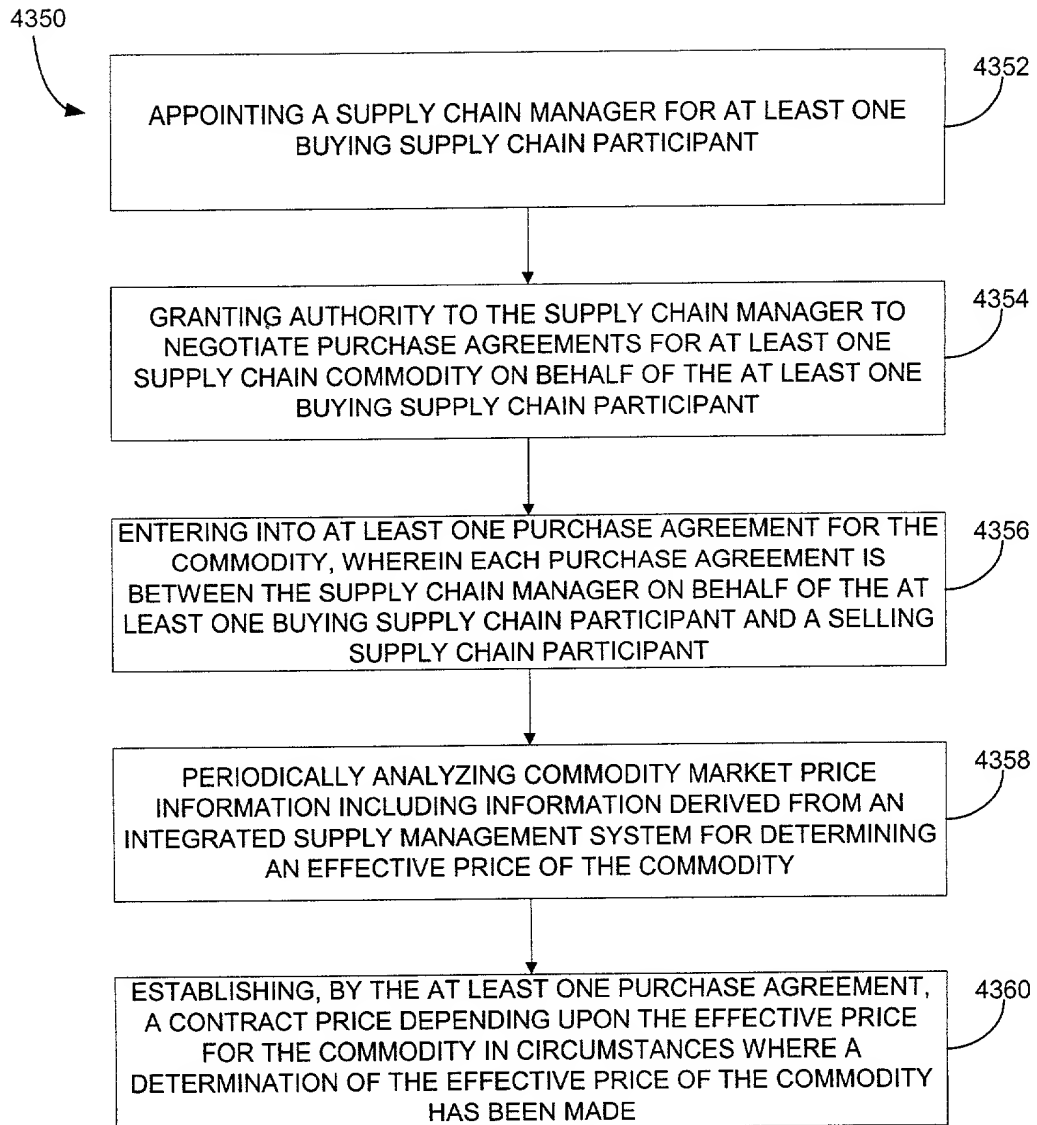 4350
4352
APPOINTING A SUPPLY CHAIN MANAGER FOR AT LEAST ONE
BUYING SUPPLY CHAIN PARTICIPANT
4354
GRANTING AUTHORITY TO THE SUPPLY CHAIN MANAGER TO
NEGOTIATE PURCHASE AGREEMENTS FOR AT LEAST ONE
SUPPLY CHAIN COMMODITY ON BEHALF OF THE AT LEAST ONE
BUYING SUPPLY CHAIN PARTICIPANT
4356
ENTERING INTO AT LEAST ONE PURCHASE AGREEMENT FOR THE
COMMODITY, WHEREIN EACH PURCHASE AGREEMENT IS
BETWEEN THE SUPPLY CHAIN MANAGER ON BEHALF OF THE AT
LEAST ONE BUYING SUPPLY CHAIN PARTICIPANT AND A SELLING
SUPPLY CHAIN PARTICIPANT
4358
PERIODICALLY ANALYZING COMMODITY MARKET PRICE
INFORMATION INCLUDING INFORMATION DERIVED FROM AN
INTEGRATED SUPPLY MANAGEMENT SYSTEM FOR DETERMINING
AN EFFECTIVE PRICE OF THE COMMODITY
4360
ESTABLISHING, BY THE AT LEAST ONE PURCHASE AGREEMENT,
A CONTRACT PRICE DEPENDING UPON THE EFFECTIVE PRICE
FOR THE COMMODITY IN CIRCUMSTANCES WHERE A
DETERMINATION OF THE EFFECTIVE PRICE OF THE COMMODITY
HAS BEEN MADE